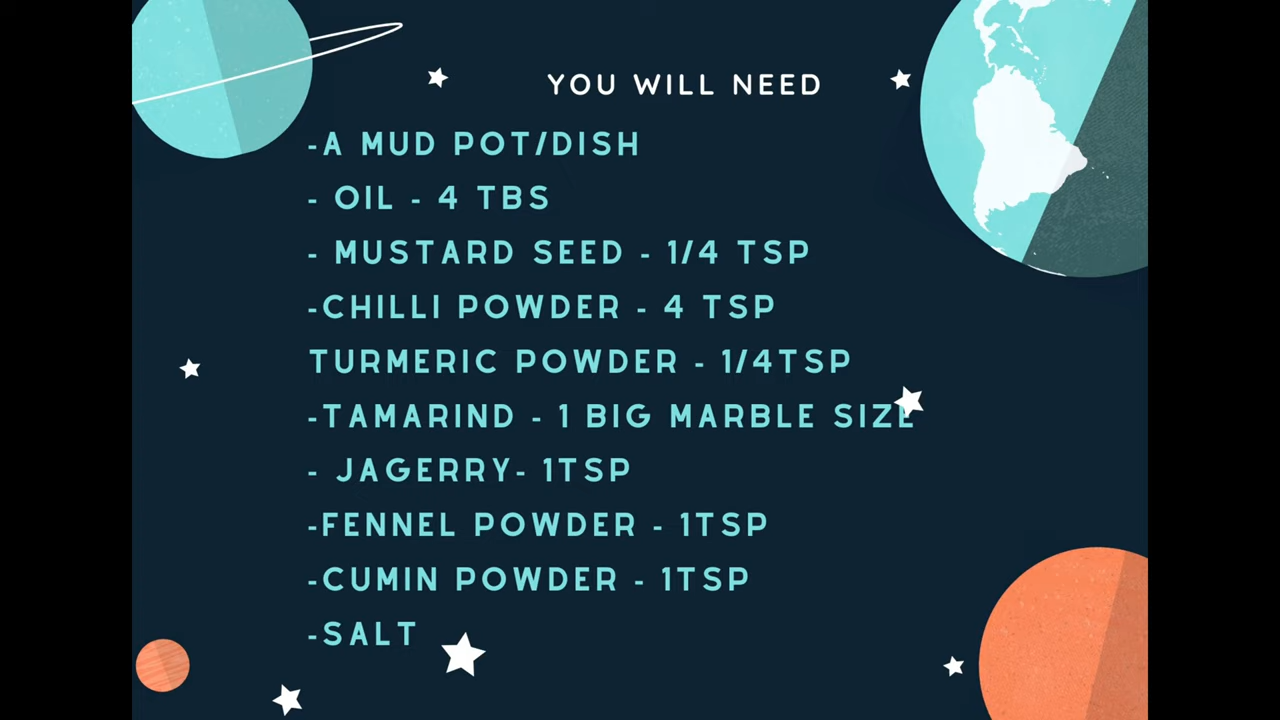 YOU WILL NEED
-A MUD POT/DISH
- OIL - 4 TBS
- MUSTARD SEED - 1/4 TSP
-CHILLI POWDER - 4 TSP
TURMERIC POWDER - 1/4TSP
-TAMARIND - 1 BIG MARBLE SIZE
- JAGERRY- 1TSP
-FENNEL POWDER - 1TSP
-CUMIN POWDER - 1TSP
-SALT